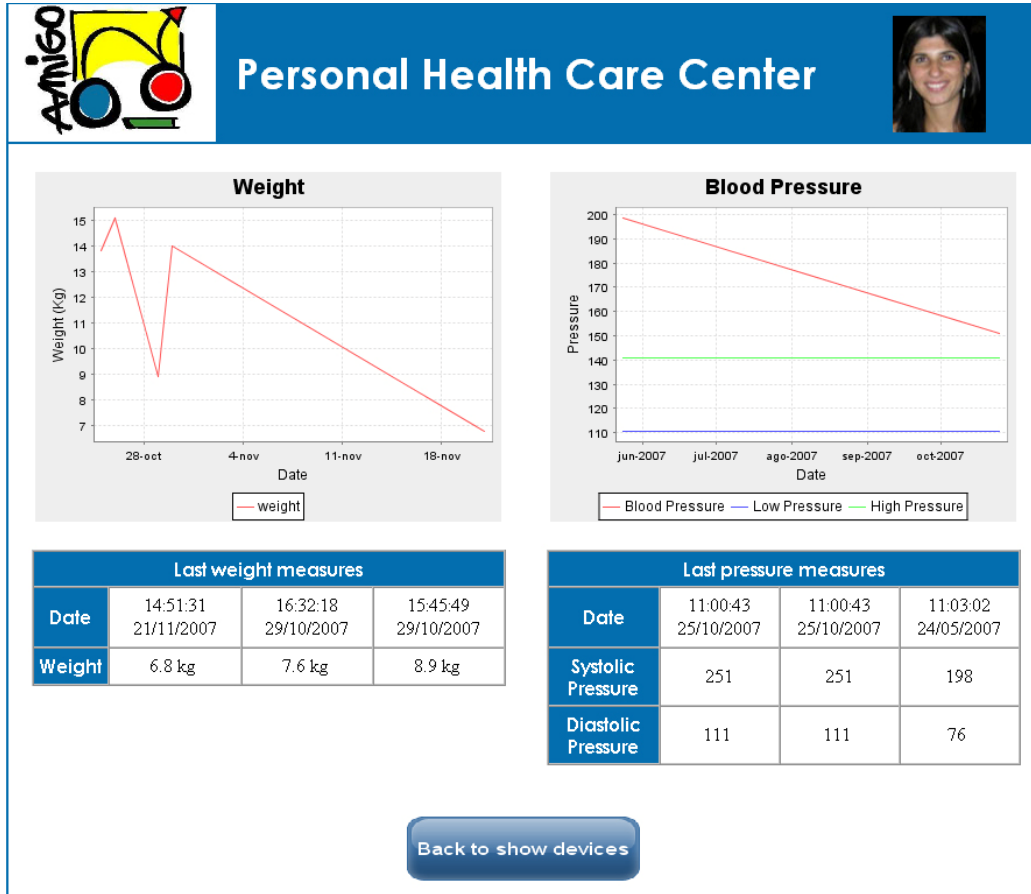 AMiGO
Personal Health Care Center
Weight
15
14
13
12
11
10
9
8
7
Weight (Kg)
28-oct 4-nov 11-nov 18-nov
Date
weight
Blood Pressure
200
190
180
170
160
150
140
130
120
110
Pressure
jun-2007 jul-2007 ago-2007 sep-2007 oct-2007
Date
Blood Pressure Low Pressure High Pressure
Last weight measures
Date 14:51:31 16:32:18 15:45:49
21/11/2007 29/10/2007 29/10/2007
Weight 6.8 kg 7.6 kg 8.9 kg
Last pressure measures
Date 11:00:43 11:00:43 11:03:02
25/10/2007 25/10/2007 24/05/2007
Systolic
Pressure 251 251 198
Diastolic
Pressure 111 111 76
Back to show devices